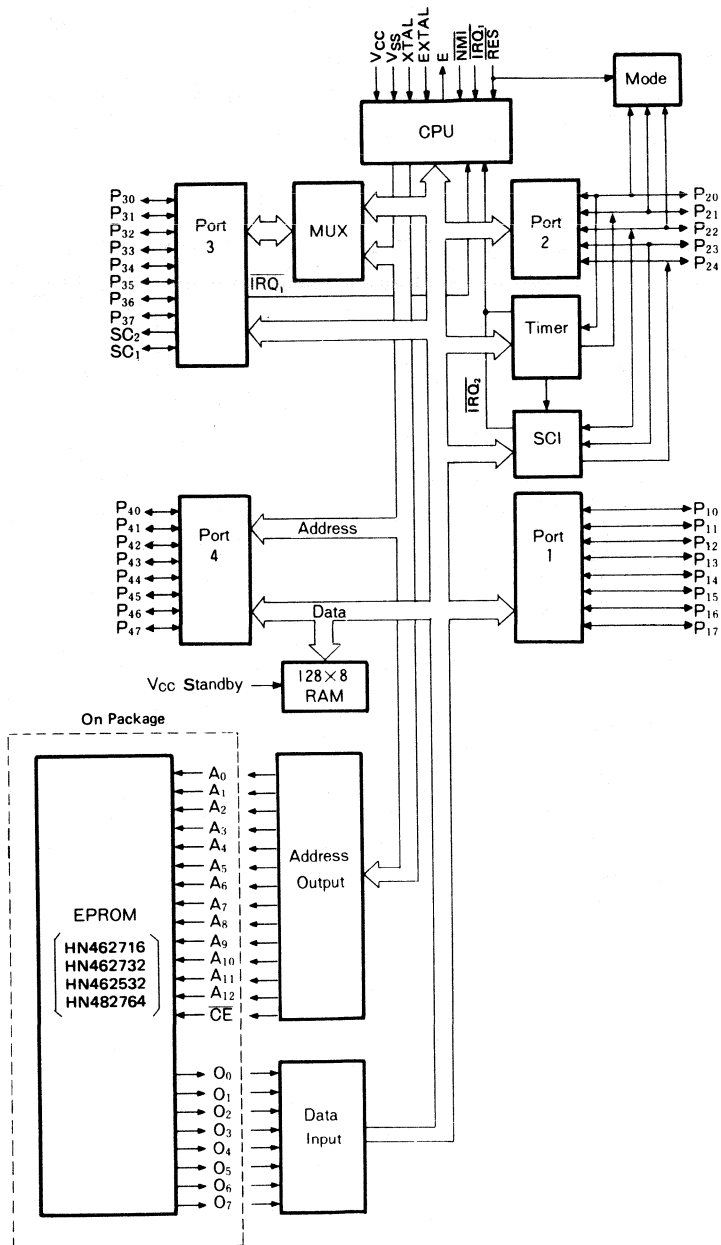 VCC
VSS
XTAL
EXTAL
E
NMI
IRQ1
RES
Mode
CPU
P30
P31
P32
P33
P34
P35
P36
P37
SC2
SC1
Port
3
MUX
IRQ1
Port
2
P20
P21
P22
P23
P24
Timer
IRQ2
SCI
P40
P41
P42
P43
P44
P45
P46
P47
Port
4
Address
Data
Port
1
P10
P11
P12
P13
P14
P15
P16
P17
VCC Standby
128×8
RAM
On Package
EPROM
HN462716
HN462732
HN462532
HN482764
A0
A1
A2
A3
A4
A5
A6
A7
A8
A9
A10
A11
A12
CE
Address
Output
O0
O1
O2
O3
O4
O5
O6
O7
Data
Input